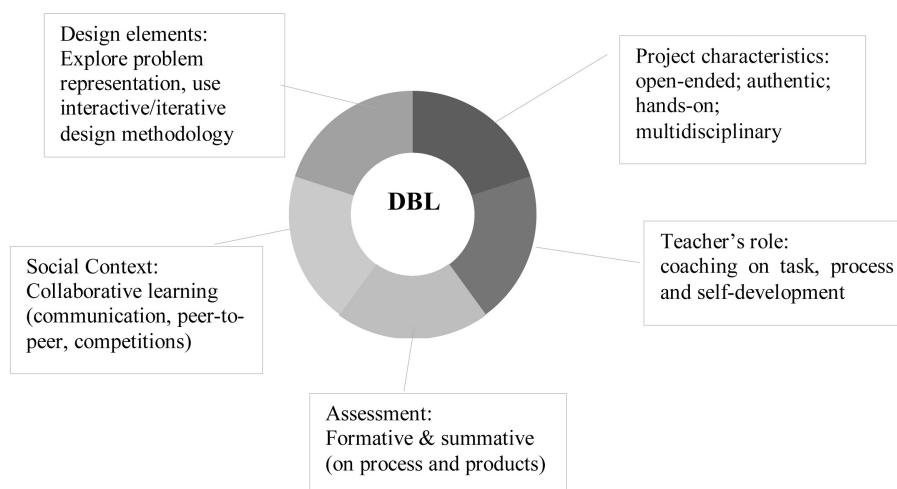 Design elements:
Explore problem
representation, use
interactive/iterative
design methodology
Project characteristics:
open-ended; authentic;
hands-on;
multidisciplinary
DBL
Teacher’s role:
coaching on task, process
and self-development
Social Context:
Collaborative learning
(communication, peer-to-
peer, competitions)
Assessment:
Formative & summative
(on process and products)